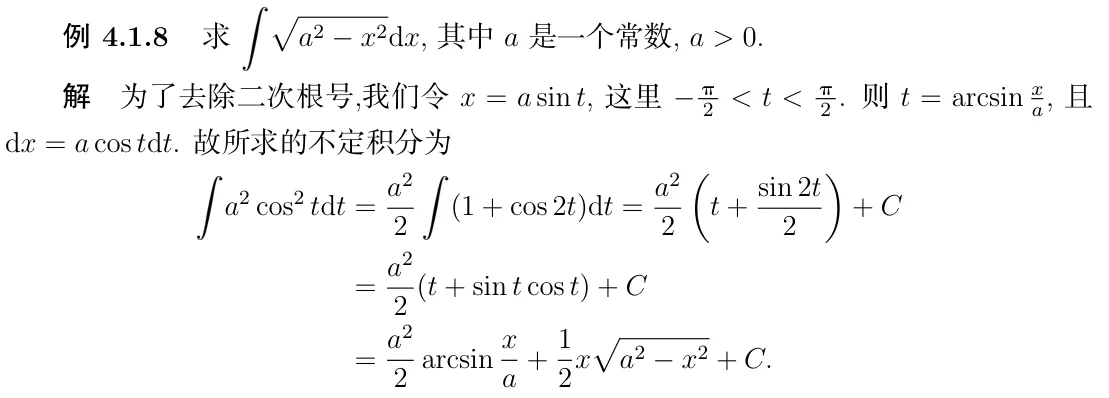 例 4.1.8 求 ∫√(a² − x²)dx, 其中 a 是一个常数, a > 0.
解 为了去除二次根号,我们令 x = a sin t, 这里 −π/2 < t < π/2. 则 t = arcsin x/a, 且
dx = a cos tdt. 故所求的不定积分为
∫a² cos² tdt = a²/2 ∫(1 + cos 2t)dt = a²/2 (t + sin 2t/2) + C
= a²/2 (t + sin t cos t) + C
= a²/2 arcsin x/a + 1/2 x√(a² − x²) + C.